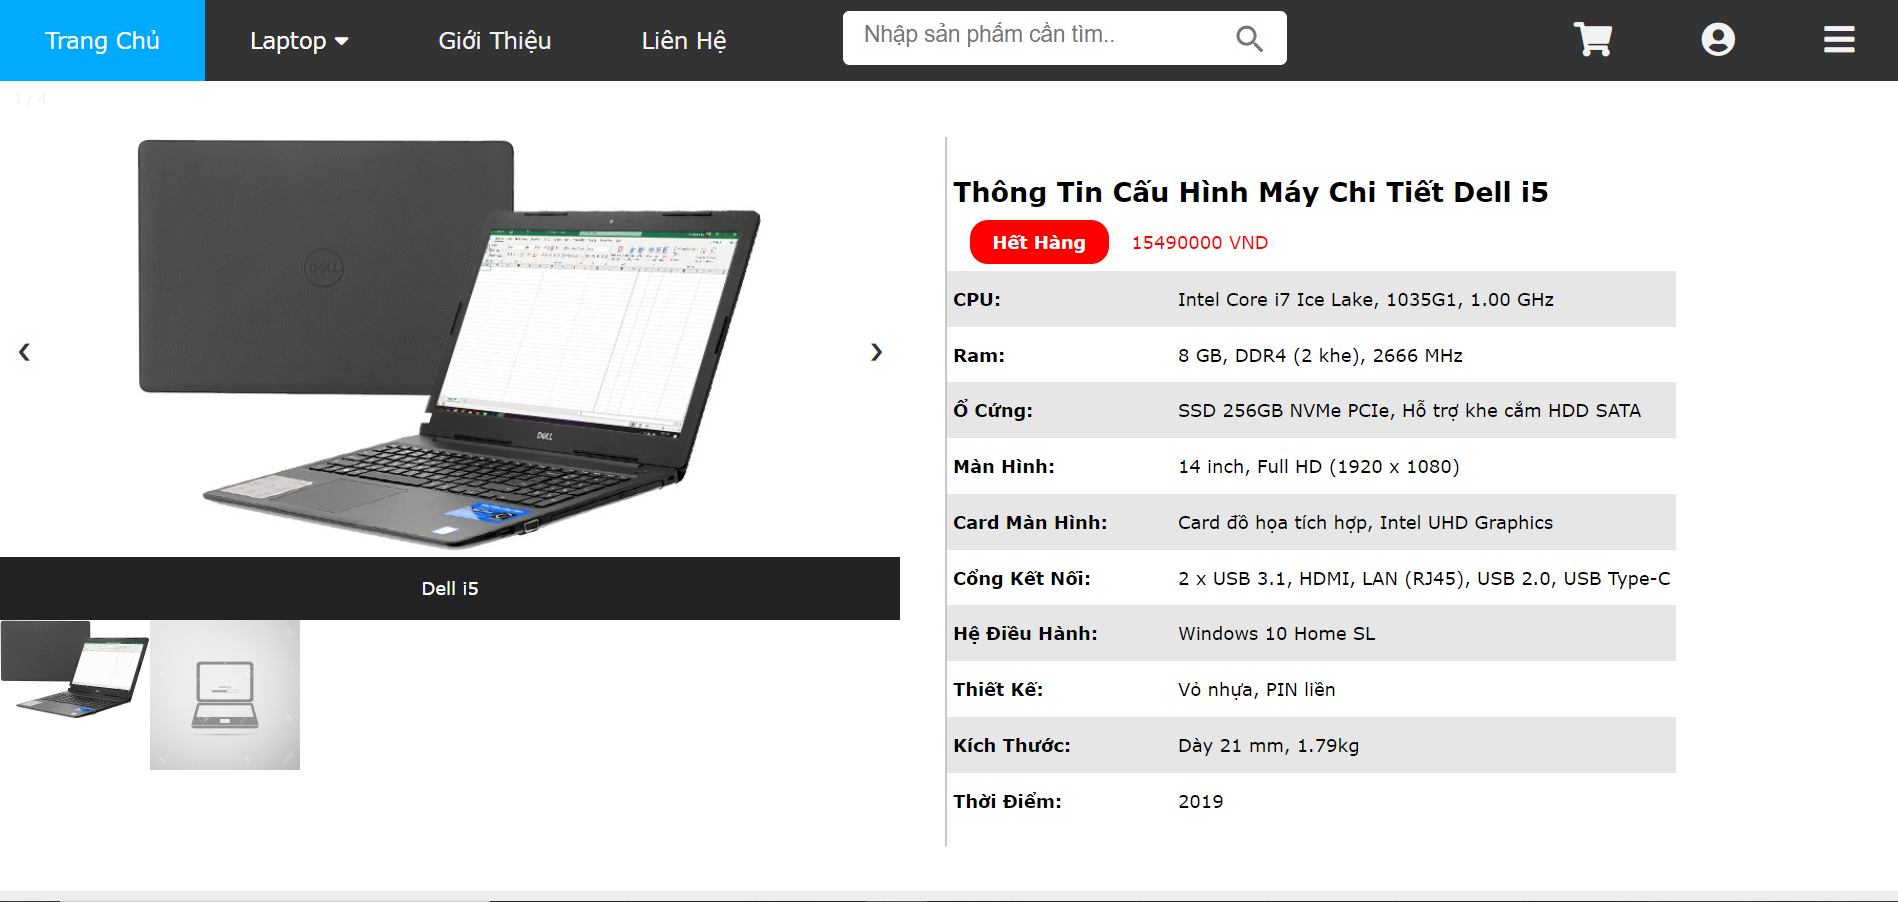 Trang Chủ
Laptop
Giới Thiệu
Liên Hệ
Nhập sản phẩm cần tìm..
1 / 4
DELL
DELL
❮
❯
Dell i5
Thông Tin Cấu Hình Máy Chi Tiết Dell i5
Hết Hàng 15490000 VND
CPU: Intel Core i7 Ice Lake, 1035G1, 1.00 GHz
Ram: 8 GB, DDR4 (2 khe), 2666 MHz
Ổ Cứng: SSD 256GB NVMe PCIe, Hỗ trợ khe cắm HDD SATA
Màn Hình: 14 inch, Full HD (1920 x 1080)
Card Màn Hình: Card đồ họa tích hợp, Intel UHD Graphics
Cổng Kết Nối: 2 x USB 3.1, HDMI, LAN (RJ45), USB 2.0, USB Type-C
Hệ Điều Hành: Windows 10 Home SL
Thiết Kế: Vỏ nhựa, PIN liền
Kích Thước: Dày 21 mm, 1.79kg
Thời Điểm: 2019